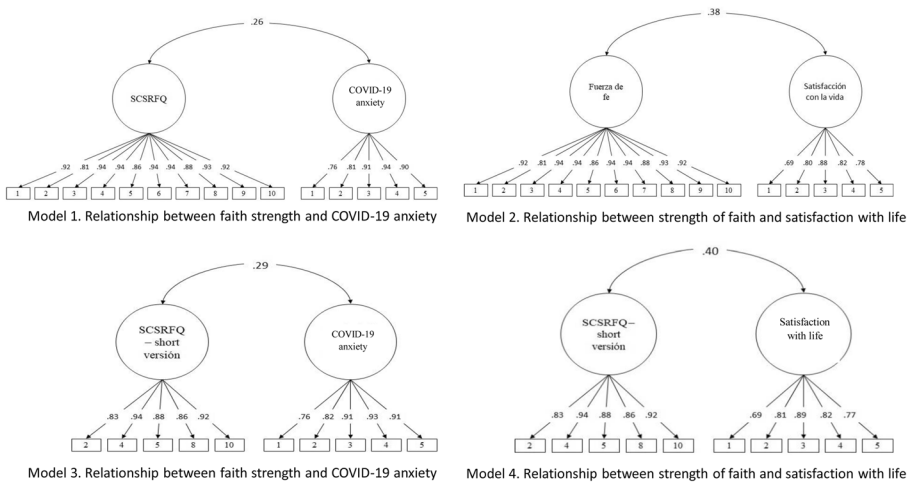 .26
SCSRFQ
COVID-19
anxiety
.92 .81 .94 .94 .86 .94 .94 .88 .93 .92
.76 .81 .91 .94 .90
1 2 3 4 5 6 7 8 9 10
1 2 3 4 5
Model 1. Relationship between faith strength and COVID-19 anxiety
.38
Fuerza de
fe
Satisfacción
con la vida
.92 .81 .94 .94 .86 .94 .94 .88 .93 .92
.69 .80 .88 .82 .78
1 2 3 4 5 6 7 8 9 10
1 2 3 4 5
Model 2. Relationship between strength of faith and satisfaction with life
.29
SCSRFQ
– short
versión
COVID-19
anxiety
.83 .94 .88 .86 .92
.76 .82 .91 .93 .91
2 4 5 8 10
1 2 3 4 5
Model 3. Relationship between faith strength and COVID-19 anxiety
.40
SCSRFQ–
short
versión
Satisfaction
with life
.83 .94 .88 .86 .92
.69 .81 .89 .82 .77
2 4 5 8 10
1 2 3 4 5
Model 4. Relationship between strength of faith and satisfaction with life